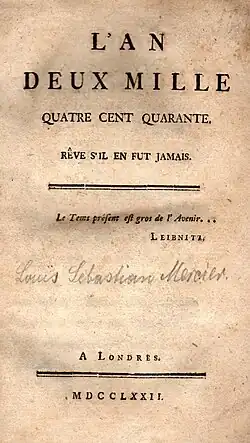 L'AN
DEUX MILLE
QUATRE CENT QUARANTE.
RÊVE S'IL EN FUT JAMAIS.
Le Tems présent est gros de l'Avenir...
LEIBNITZ.
Louis Sebastian Mercier.
A LONDRES.
MDCCLXXII.